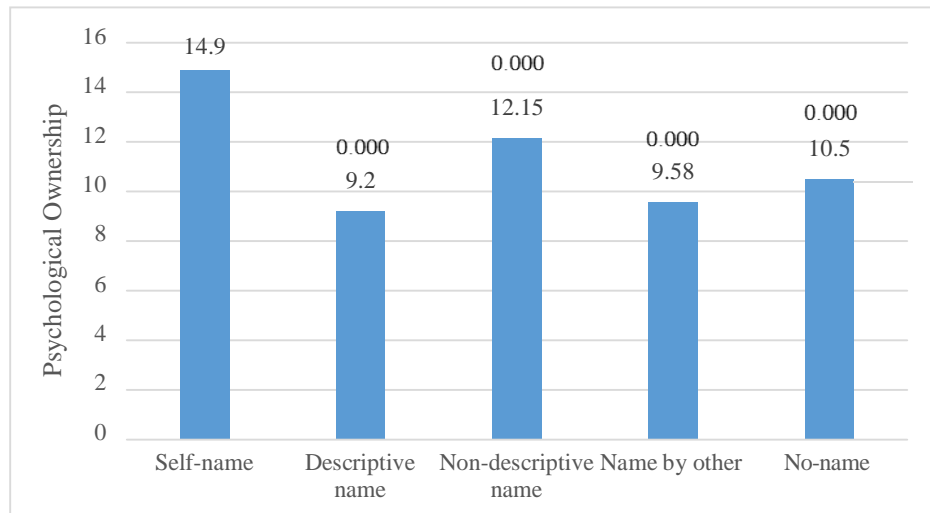 Psychological Ownership
16
14
12
10
8
6
4
2
0
14.9
0.000
9.2
0.000
12.15
0.000
9.58
0.000
10.5
Self-name
Descriptive
name
Non-descriptive
name
Name by other
No-name